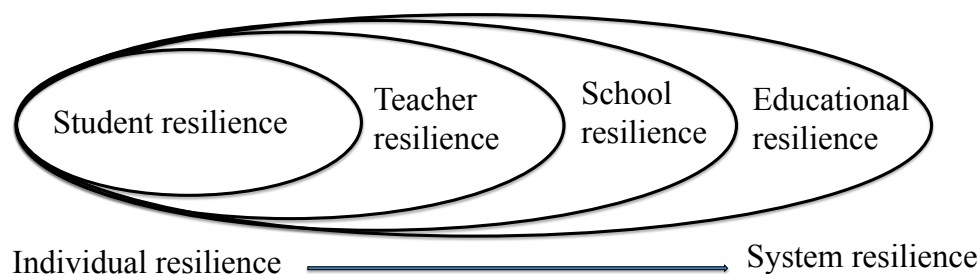 Student resilience
Teacher
resilience
School
resilience
Educational
resilience
Individual resilience
System resilience